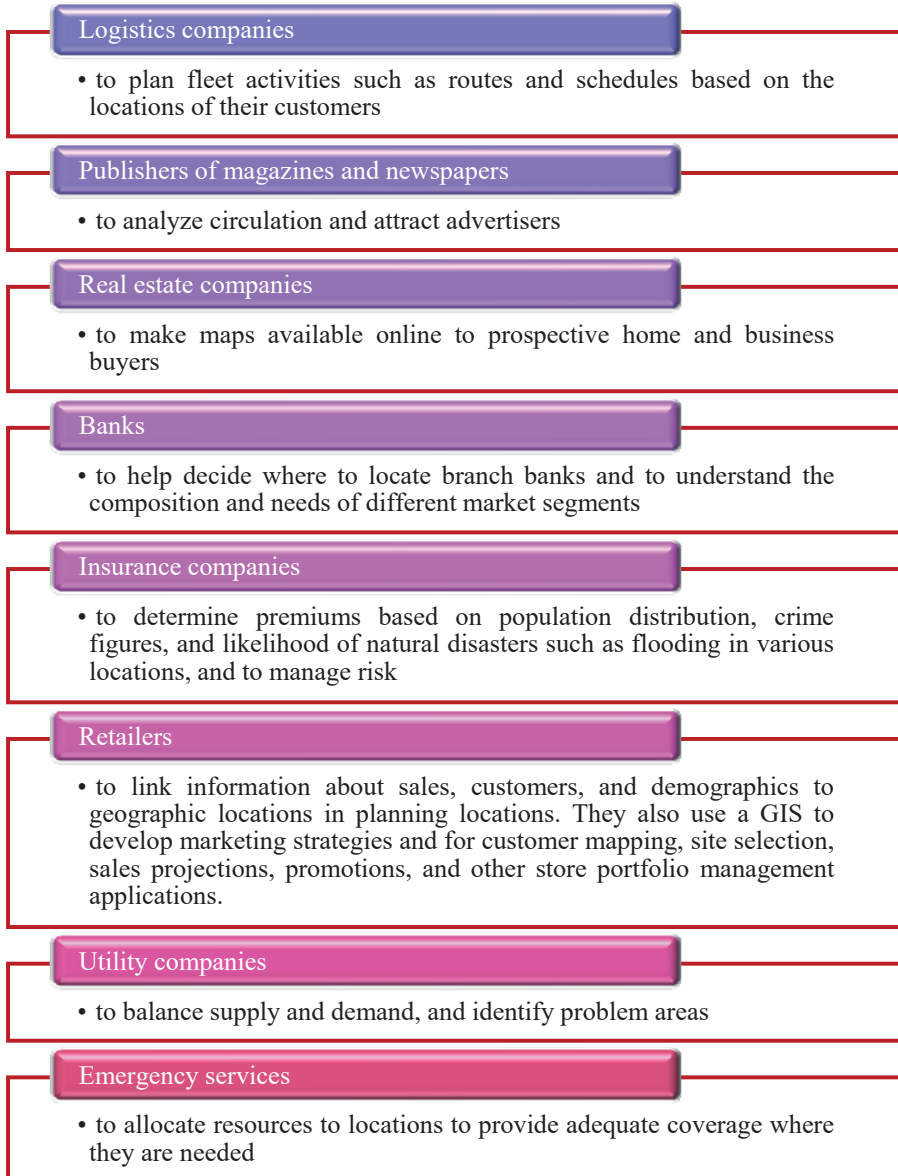 Logistics companies
• to plan fleet activities such as routes and schedules based on the
locations of their customers
Publishers of magazines and newspapers
• to analyze circulation and attract advertisers
Real estate companies
• to make maps available online to prospective home and business
buyers
Banks
• to help decide where to locate branch banks and to understand the
composition and needs of different market segments
Insurance companies
• to determine premiums based on population distribution, crime
figures, and likelihood of natural disasters such as flooding in various
locations, and to manage risk
Retailers
• to link information about sales, customers, and demographics to
geographic locations in planning locations. They also use a GIS to
develop marketing strategies and for customer mapping, site selection,
sales projections, promotions, and other store portfolio management
applications.
Utility companies
• to balance supply and demand, and identify problem areas
Emergency services
• to allocate resources to locations to provide adequate coverage where
they are needed